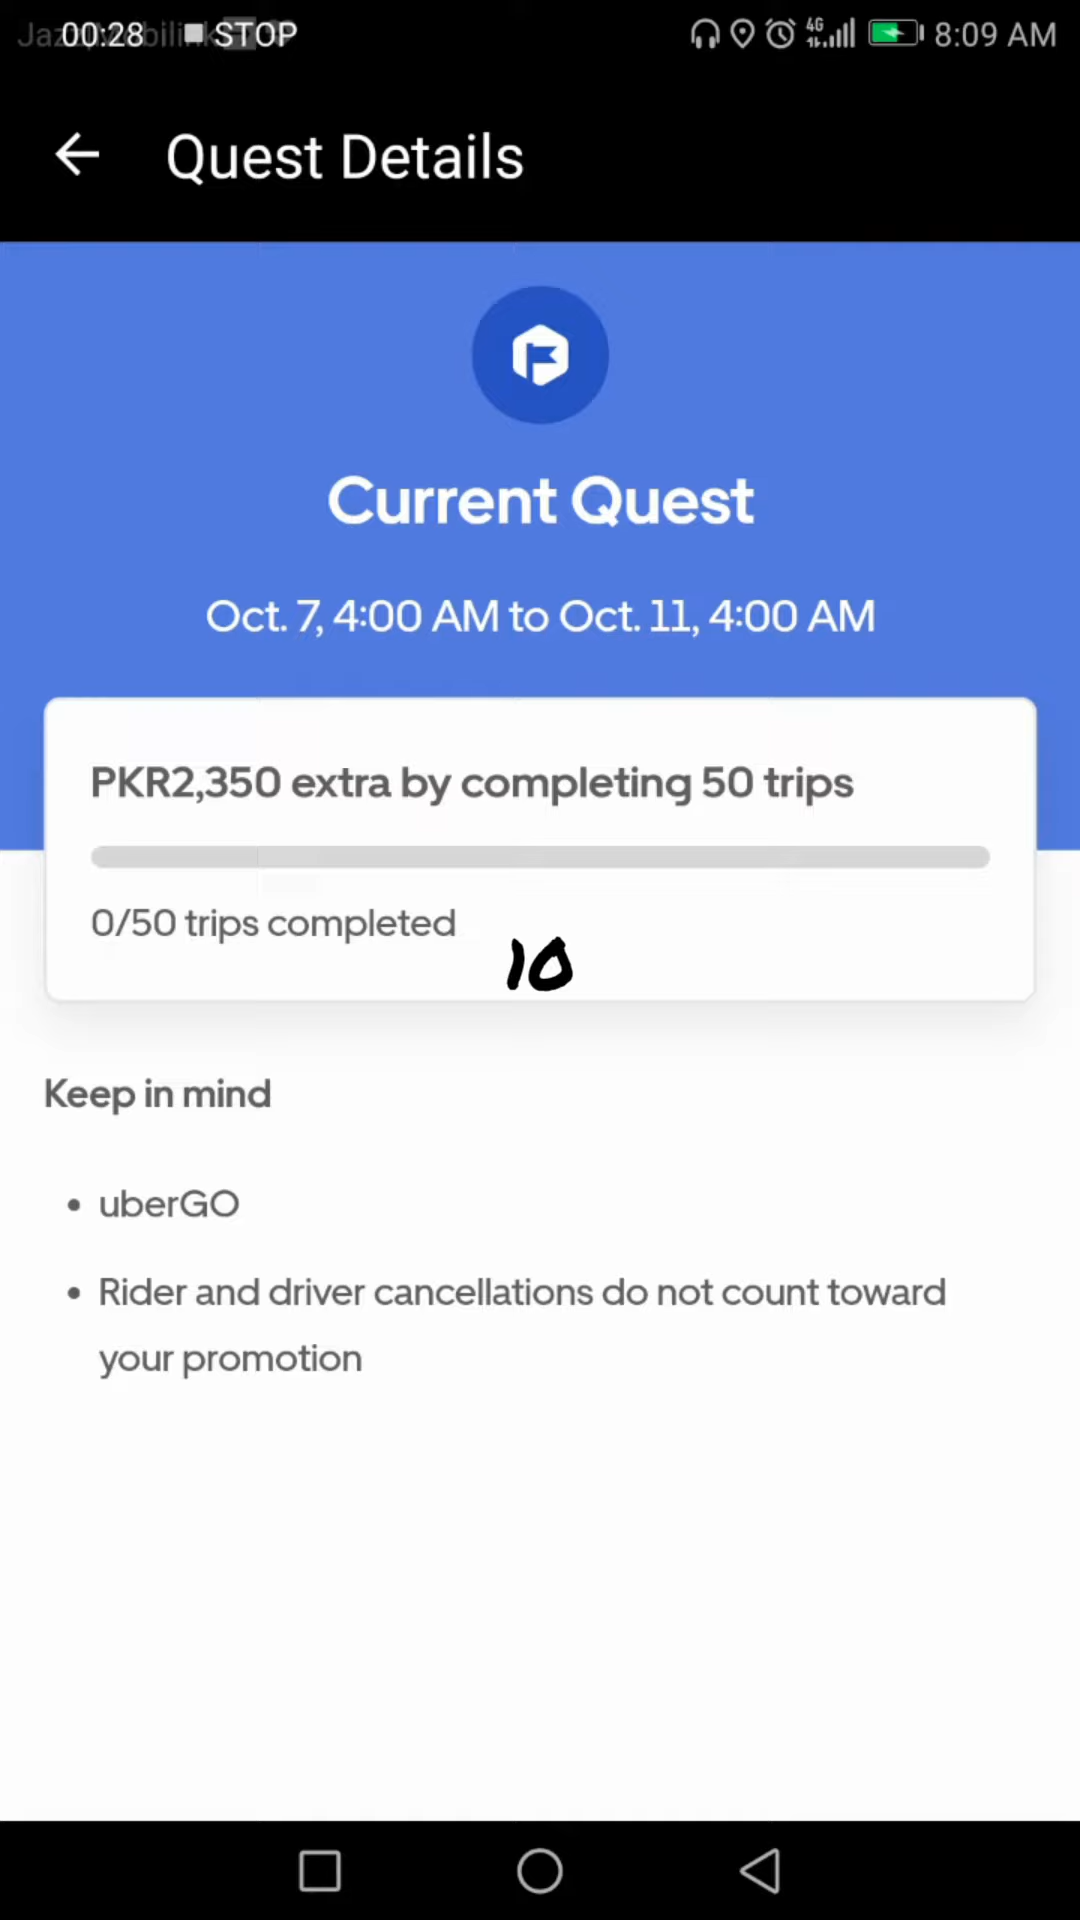 00:28 STOP 4G 8:09 AM
Quest Details
Current Quest
Oct. 7, 4:00 AM to Oct. 11, 4:00 AM
PKR2,350 extra by completing 50 trips
0/50 trips completed
10
Keep in mind
• uberGO
• Rider and driver cancellations do not count toward
your promotion